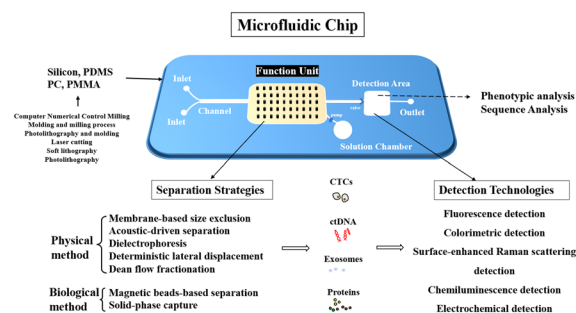 Microfluidic Chip
Silicon, PDMS
PC, PMMA
Computer Numerical Control Milling
Molding and milling process
Photolithography and molding
Laser cutting
Soft lithography
Photolithography
Inlet
Inlet
Channel
Function Unit
pump
valve
Solution Chamber
Detection Area
Outlet
Phenotypic analysis
Sequence Analysis
Separation Strategies
Physical
method
Membrane-based size exclusion
Acoustic-driven separation
Dielectrophoresis
Deterministic lateral displacement
Dean flow fractionation
Biological
method
Magnetic beads-based separation
Solid-phase capture
CTCs
ctDNA
Exosomes
Proteins
Detection Technologies
Fluorescence detection
Colorimetric detection
Surface-enhanced Raman scattering
detection
Chemiluminescence detection
Electrochemical detection